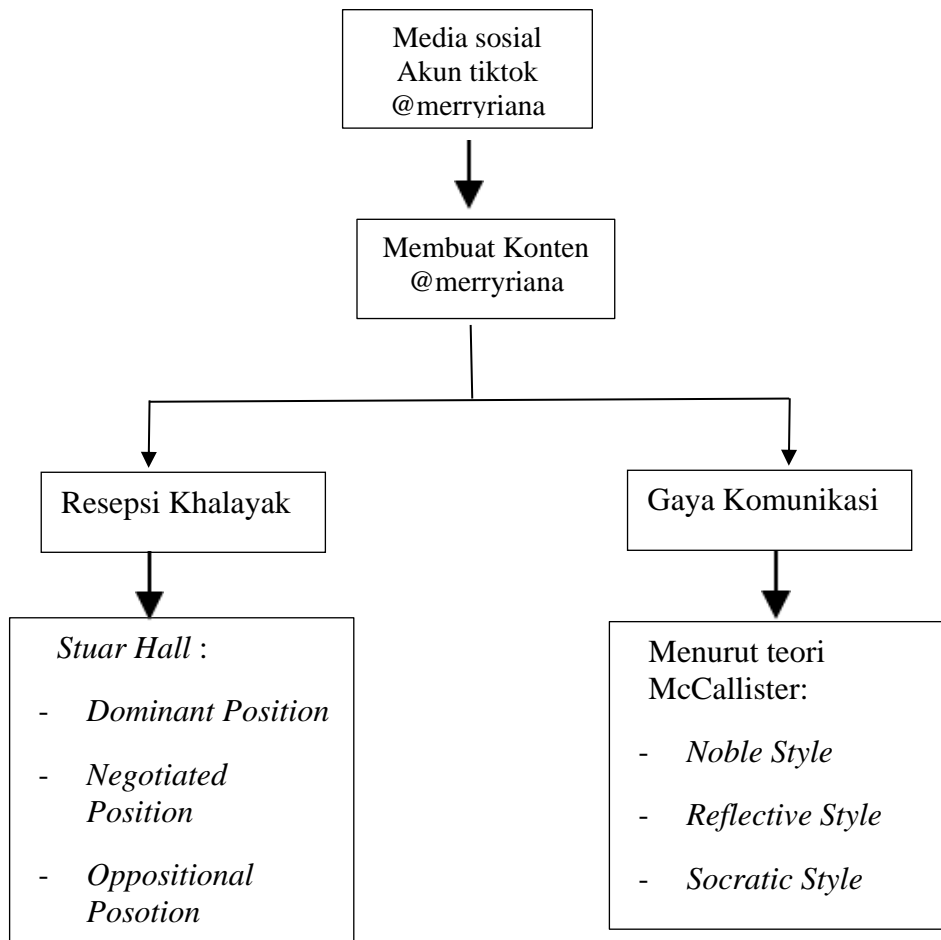 Media sosial
Akun tiktok
@merryriana
Membuat Konten
@merryriana
Resepsi Khalayak
Gaya Komunikasi
Stuar Hall :
- Dominant Position
- Negotiated
Position
- Oppositional
Posotion
Menurut teori
McCallister:
- Noble Style
- Reflective Style
- Socratic Style